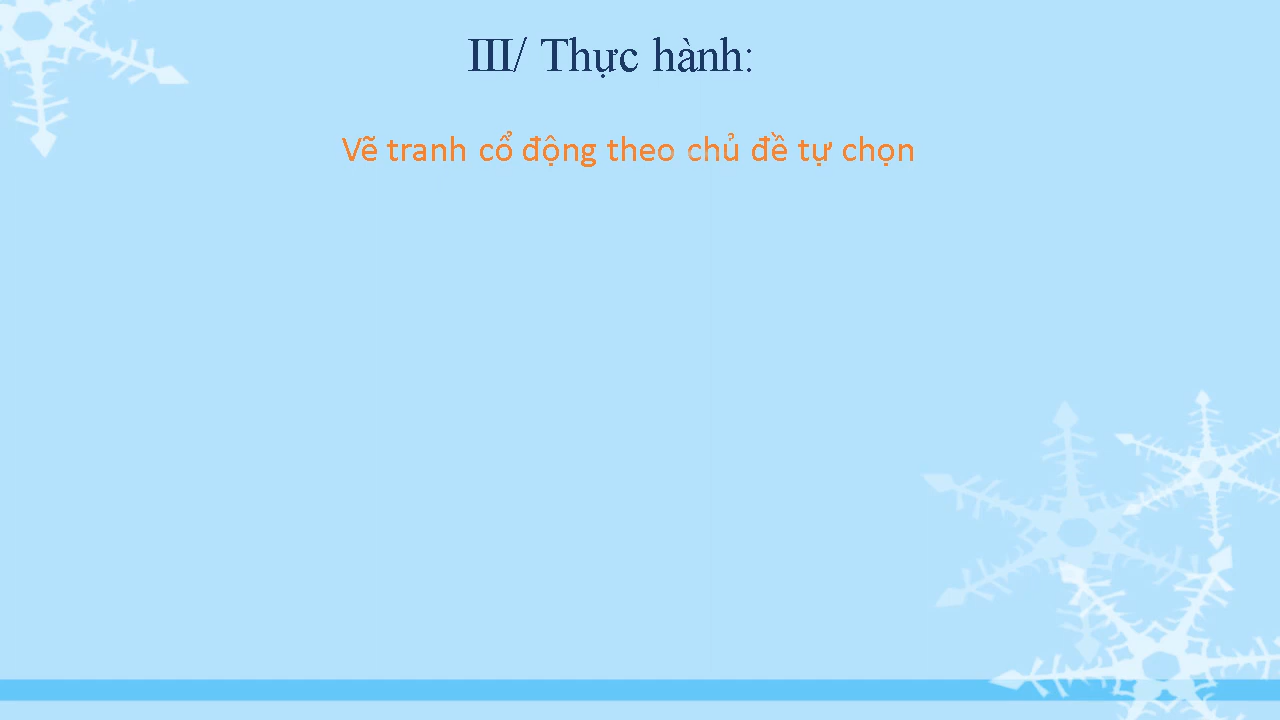 III/ Thực hành:
Vẽ tranh cổ động theo chủ đề tự chọn